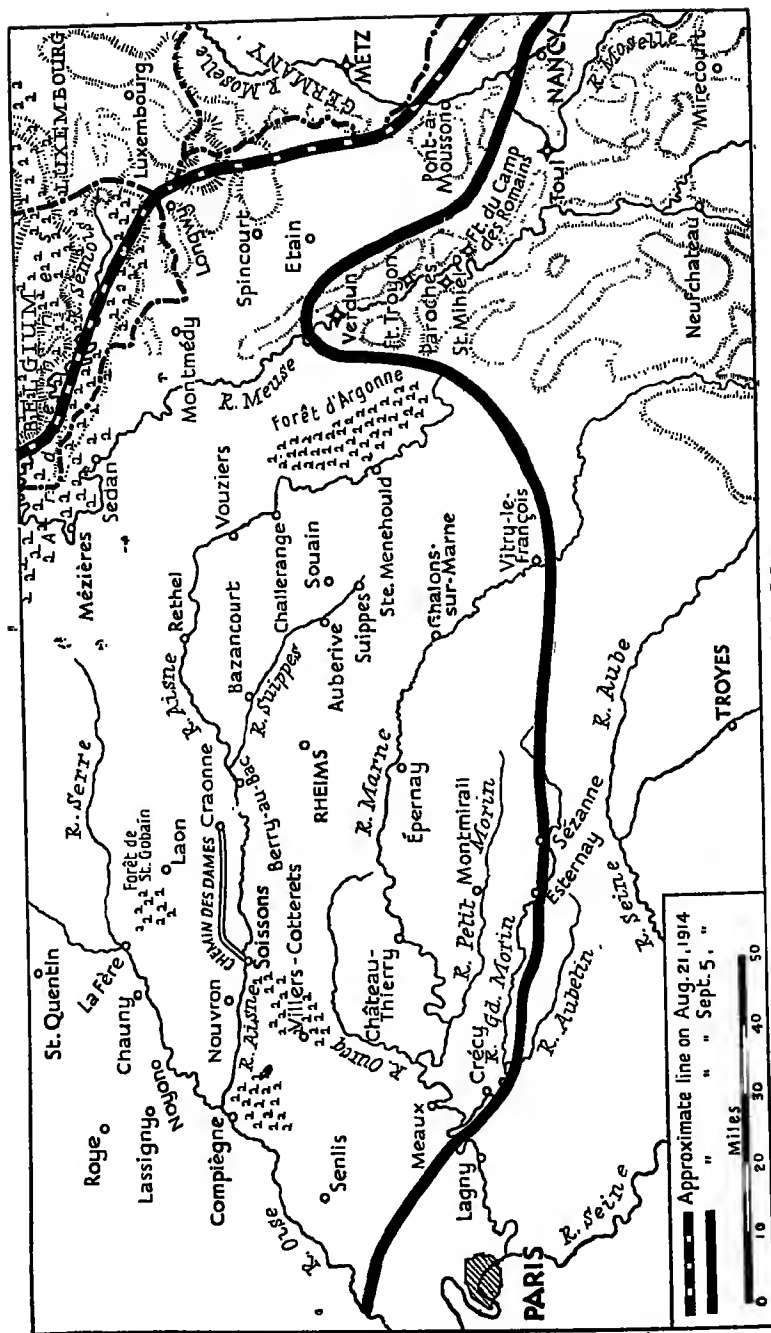 BELGIUM
Ardennes
R. Semois
LUXEMBOURG
Luxembourg
GERMANY
R. Moselle
METZ
St. Quentin
La Fère
R. Serre
Mézières
Sedan
Montmédy
Longwy
Roye
Chauny
Forêt de
St. Gobain
Laon
Lassigny
Noyon
R. Aisne
Rethel
Vouziers
R. Meuse
Spincourt
Nouvron
CHEMIN DES DAMES
Craonne
Bazancourt
Challerange
Etain
Compiègne
R. Aisne
Soissons
Berry-au-Bac
R. Suippes
Forêt d'Argonne
Verdun
Pont-à-
Mousson
R. Oise
Senlis
Villers-Cotterets
RHEIMS
Auberive
Souain
Suippes
Ste. Menehould
Ft. Troyon
Paroches
St. Mihiel
Ft. du Camp
des Romains
NANCY
R. Ourcq
Château-
Thierry
R. Marne
Épernay
Chalons-
sur-Marne
Toul
R. Moselle
Meaux
Crécy
R. Petit Morin
Montmirail
Vitry-le-
François
Lagny
R. Gd. Morin
Esternay
Sézanne
Mirecourt
PARIS
R. Aubetin
R. Aube
Neufchateau
R. Seine
R. Seine
TROYES
Approximate line on Aug. 21, 1914
" " " Sept. 5, "
Miles
0 10 20 30 40 50